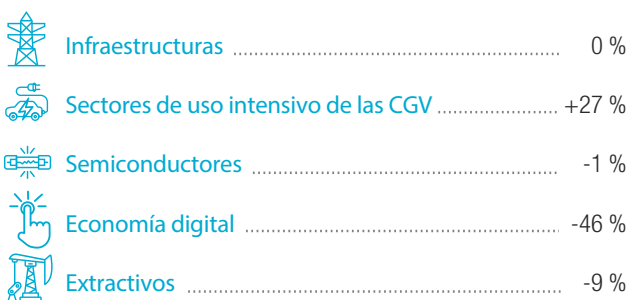 Infraestructuras 0 %
Sectores de uso intensivo de las CGV +27 %
Semiconductores -1 %
Economía digital -46 %
Extractivos -9 %